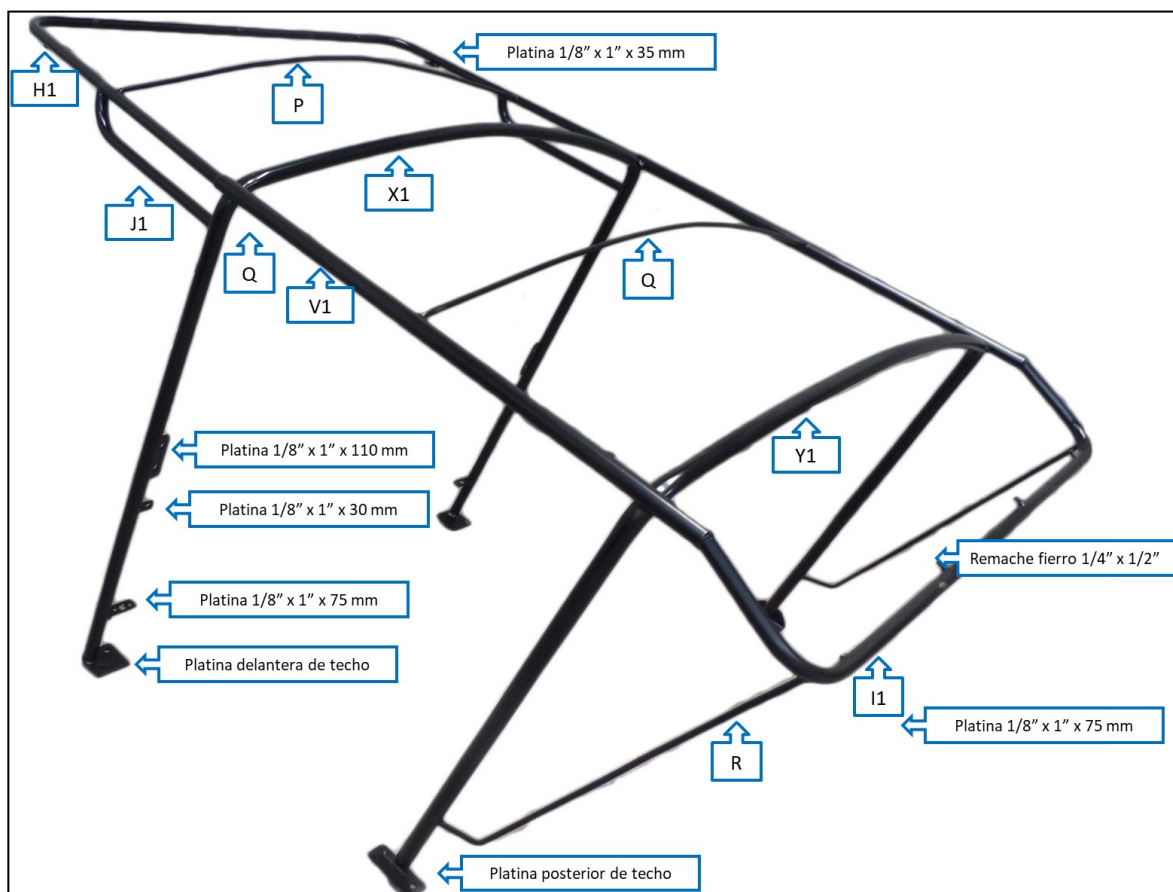 Platina 1/8” x 1” x 35 mm
H1
P
X1
J1
Q
Q
V1
Platina 1/8” x 1” x 110 mm
Y1
Platina 1/8” x 1” x 30 mm
Remache fierro 1/4” x 1/2”
Platina 1/8” x 1” x 75 mm
Platina delantera de techo
I1
Platina 1/8” x 1” x 75 mm
R
Platina posterior de techo